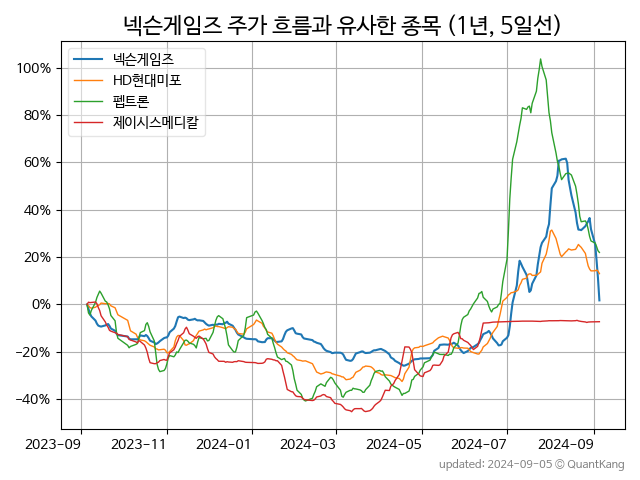 넥슨게임즈 주가 흐름과 유사한 종목 (1년, 5일선)
넥슨게임즈
HD현대미포
펩트론
제이시스메디칼
100%
80%
60%
40%
20%
0%
−20%
−40%
2023-09
2023-11
2024-01
2024-03
2024-05
2024-07
2024-09
updated: 2024-09-05 © QuantKang